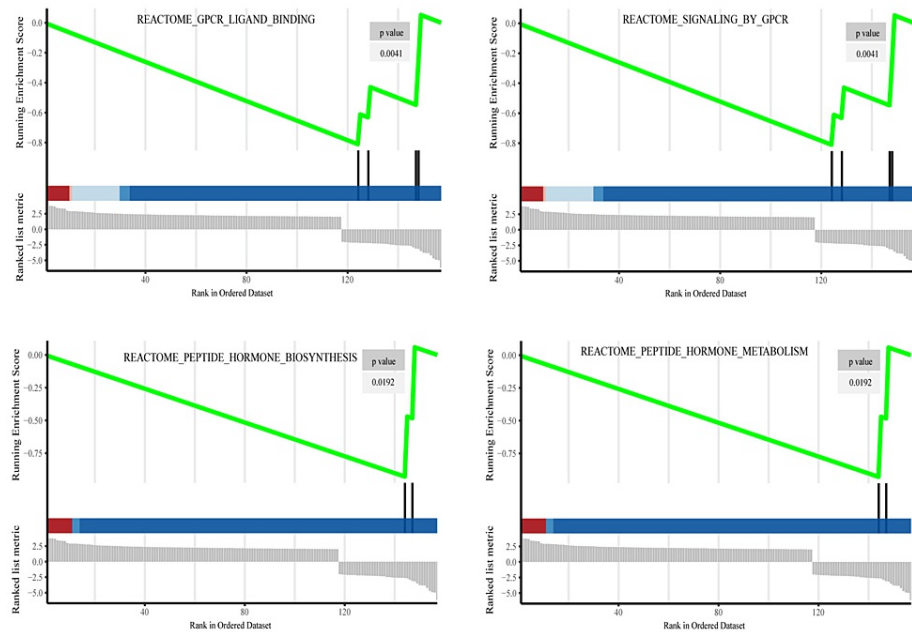 REACTOME_GPCR_LIGAND_BINDING
p value
0.0041
Running Enrichment Score
0.0
−0.2
−0.4
−0.6
−0.8
Ranked list metric
2.5
0.0
−2.5
−5.0
40
80
120
Rank in Ordered Dataset
REACTOME_SIGNALING_BY_GPCR
p value
0.0041
Running Enrichment Score
0.0
−0.2
−0.4
−0.6
−0.8
Ranked list metric
2.5
0.0
−2.5
−5.0
40
80
120
Rank in Ordered Dataset
REACTOME_PEPTIDE_HORMONE_BIOSYNTHESIS
p value
0.0192
Running Enrichment Score
0.00
−0.25
−0.50
−0.75
Ranked list metric
2.5
0.0
−2.5
−5.0
40
80
120
Rank in Ordered Dataset
REACTOME_PEPTIDE_HORMONE_METABOLISM
p value
0.0192
Running Enrichment Score
0.00
−0.25
−0.50
−0.75
Ranked list metric
2.5
0.0
−2.5
−5.0
40
80
120
Rank in Ordered Dataset